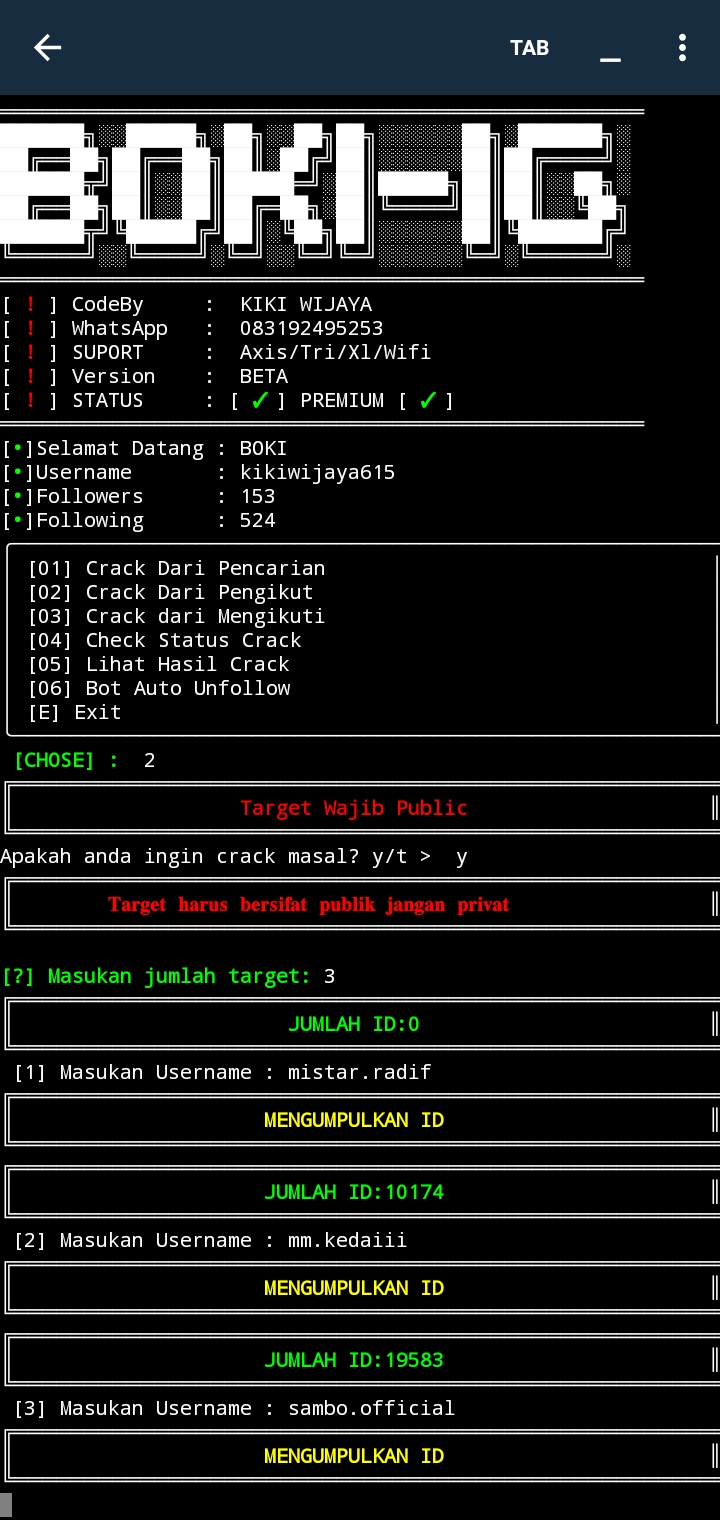 TAB
BOKI-IG
[ ! ] CodeBy : KIKI WIJAYA
[ ! ] WhatsApp : 083192495253
[ ! ] SUPORT : Axis/Tri/Xl/Wifi
[ ! ] Version : BETA
[ ! ] STATUS : [ ✓ ] PREMIUM [ ✓ ]
[•]Selamat Datang : BOKI
[•]Username : kikiwijaya615
[•]Followers : 153
[•]Following : 524
[01] Crack Dari Pencarian
[02] Crack Dari Pengikut
[03] Crack dari Mengikuti
[04] Check Status Crack
[05] Lihat Hasil Crack
[06] Bot Auto Unfollow
[E] Exit
[CHOSE] : 2
Target Wajib Public
Apakah anda ingin crack masal? y/t > y
Target harus bersifat publik jangan privat
[?] Masukan jumlah target: 3
JUMLAH ID:0
[1] Masukan Username : mistar.radif
MENGUMPULKAN ID
JUMLAH ID:10174
[2] Masukan Username : mm.kedaiii
MENGUMPULKAN ID
JUMLAH ID:19583
[3] Masukan Username : sambo.official
MENGUMPULKAN ID